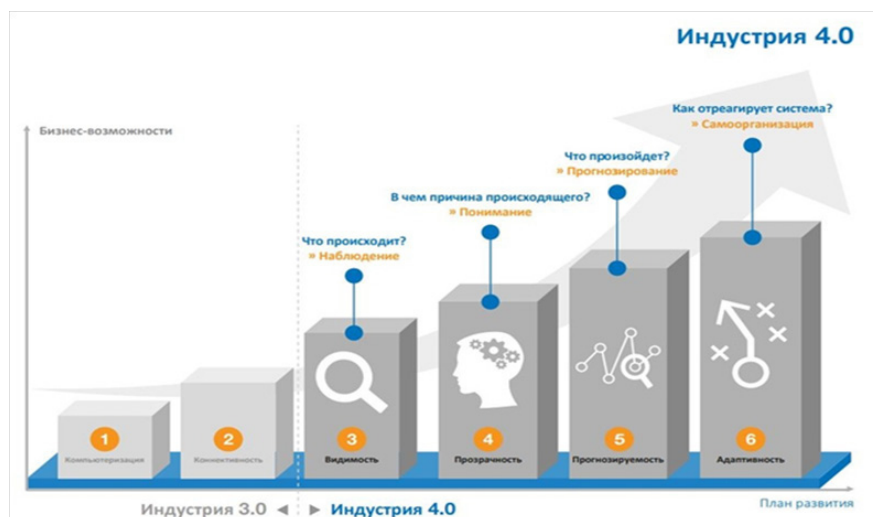 Индустрия 4.0
Бизнес-возможности
Как отреагирует система?
» Самоорганизация
Что произойдет?
» Прогнозирование
В чем причина происходящего?
» Понимание
Что происходит?
» Наблюдение
1
Компьютеризация
2
Коннективность
3
Видимость
4
Прозрачность
5
Прогнозируемость
6
Адаптивность
Индустрия 3.0 ◄ ► Индустрия 4.0
План развития